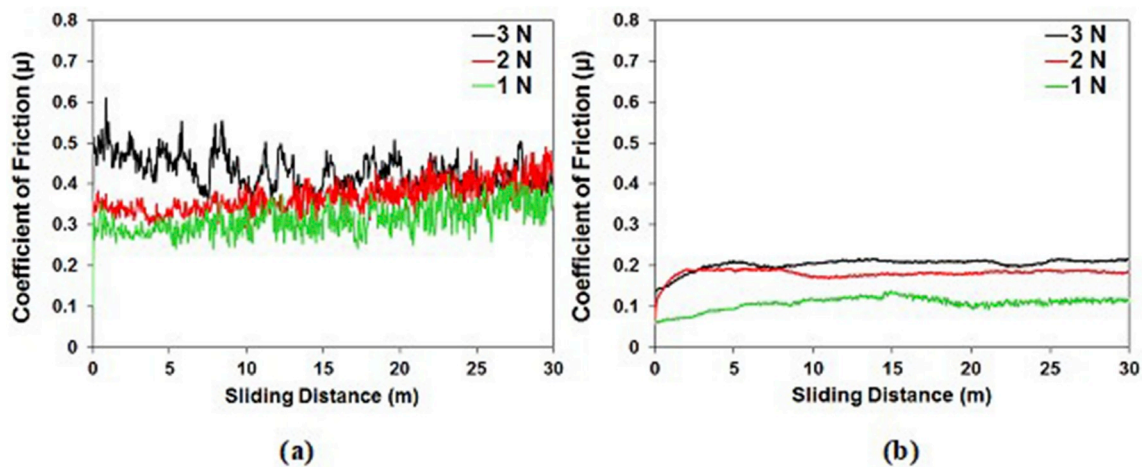 0.8
0.7
0.6
0.5
0.4
0.3
0.2
0.1
0
Coefficient of Friction (μ)
3 N
2 N
1 N
0 5 10 15 20 25 30
Sliding Distance (m)
(a)
0.8
0.7
0.6
0.5
0.4
0.3
0.2
0.1
0
Coefficient of Friction (μ)
3 N
2 N
1 N
0 5 10 15 20 25 30
Sliding Distance (m)
(b)